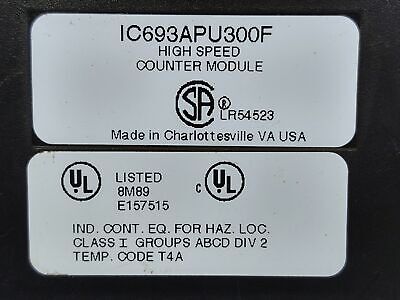 IC693APU300F
HIGH SPEED
COUNTER MODULE
SA ® LR54523
Made in Charlottesville VA USA
UL LISTED C UL
8M89
E157515
IND. CONT. EQ. FOR HAZ. LOC.
CLASS I GROUPS ABCD DIV 2
TEMP. CODE T4A